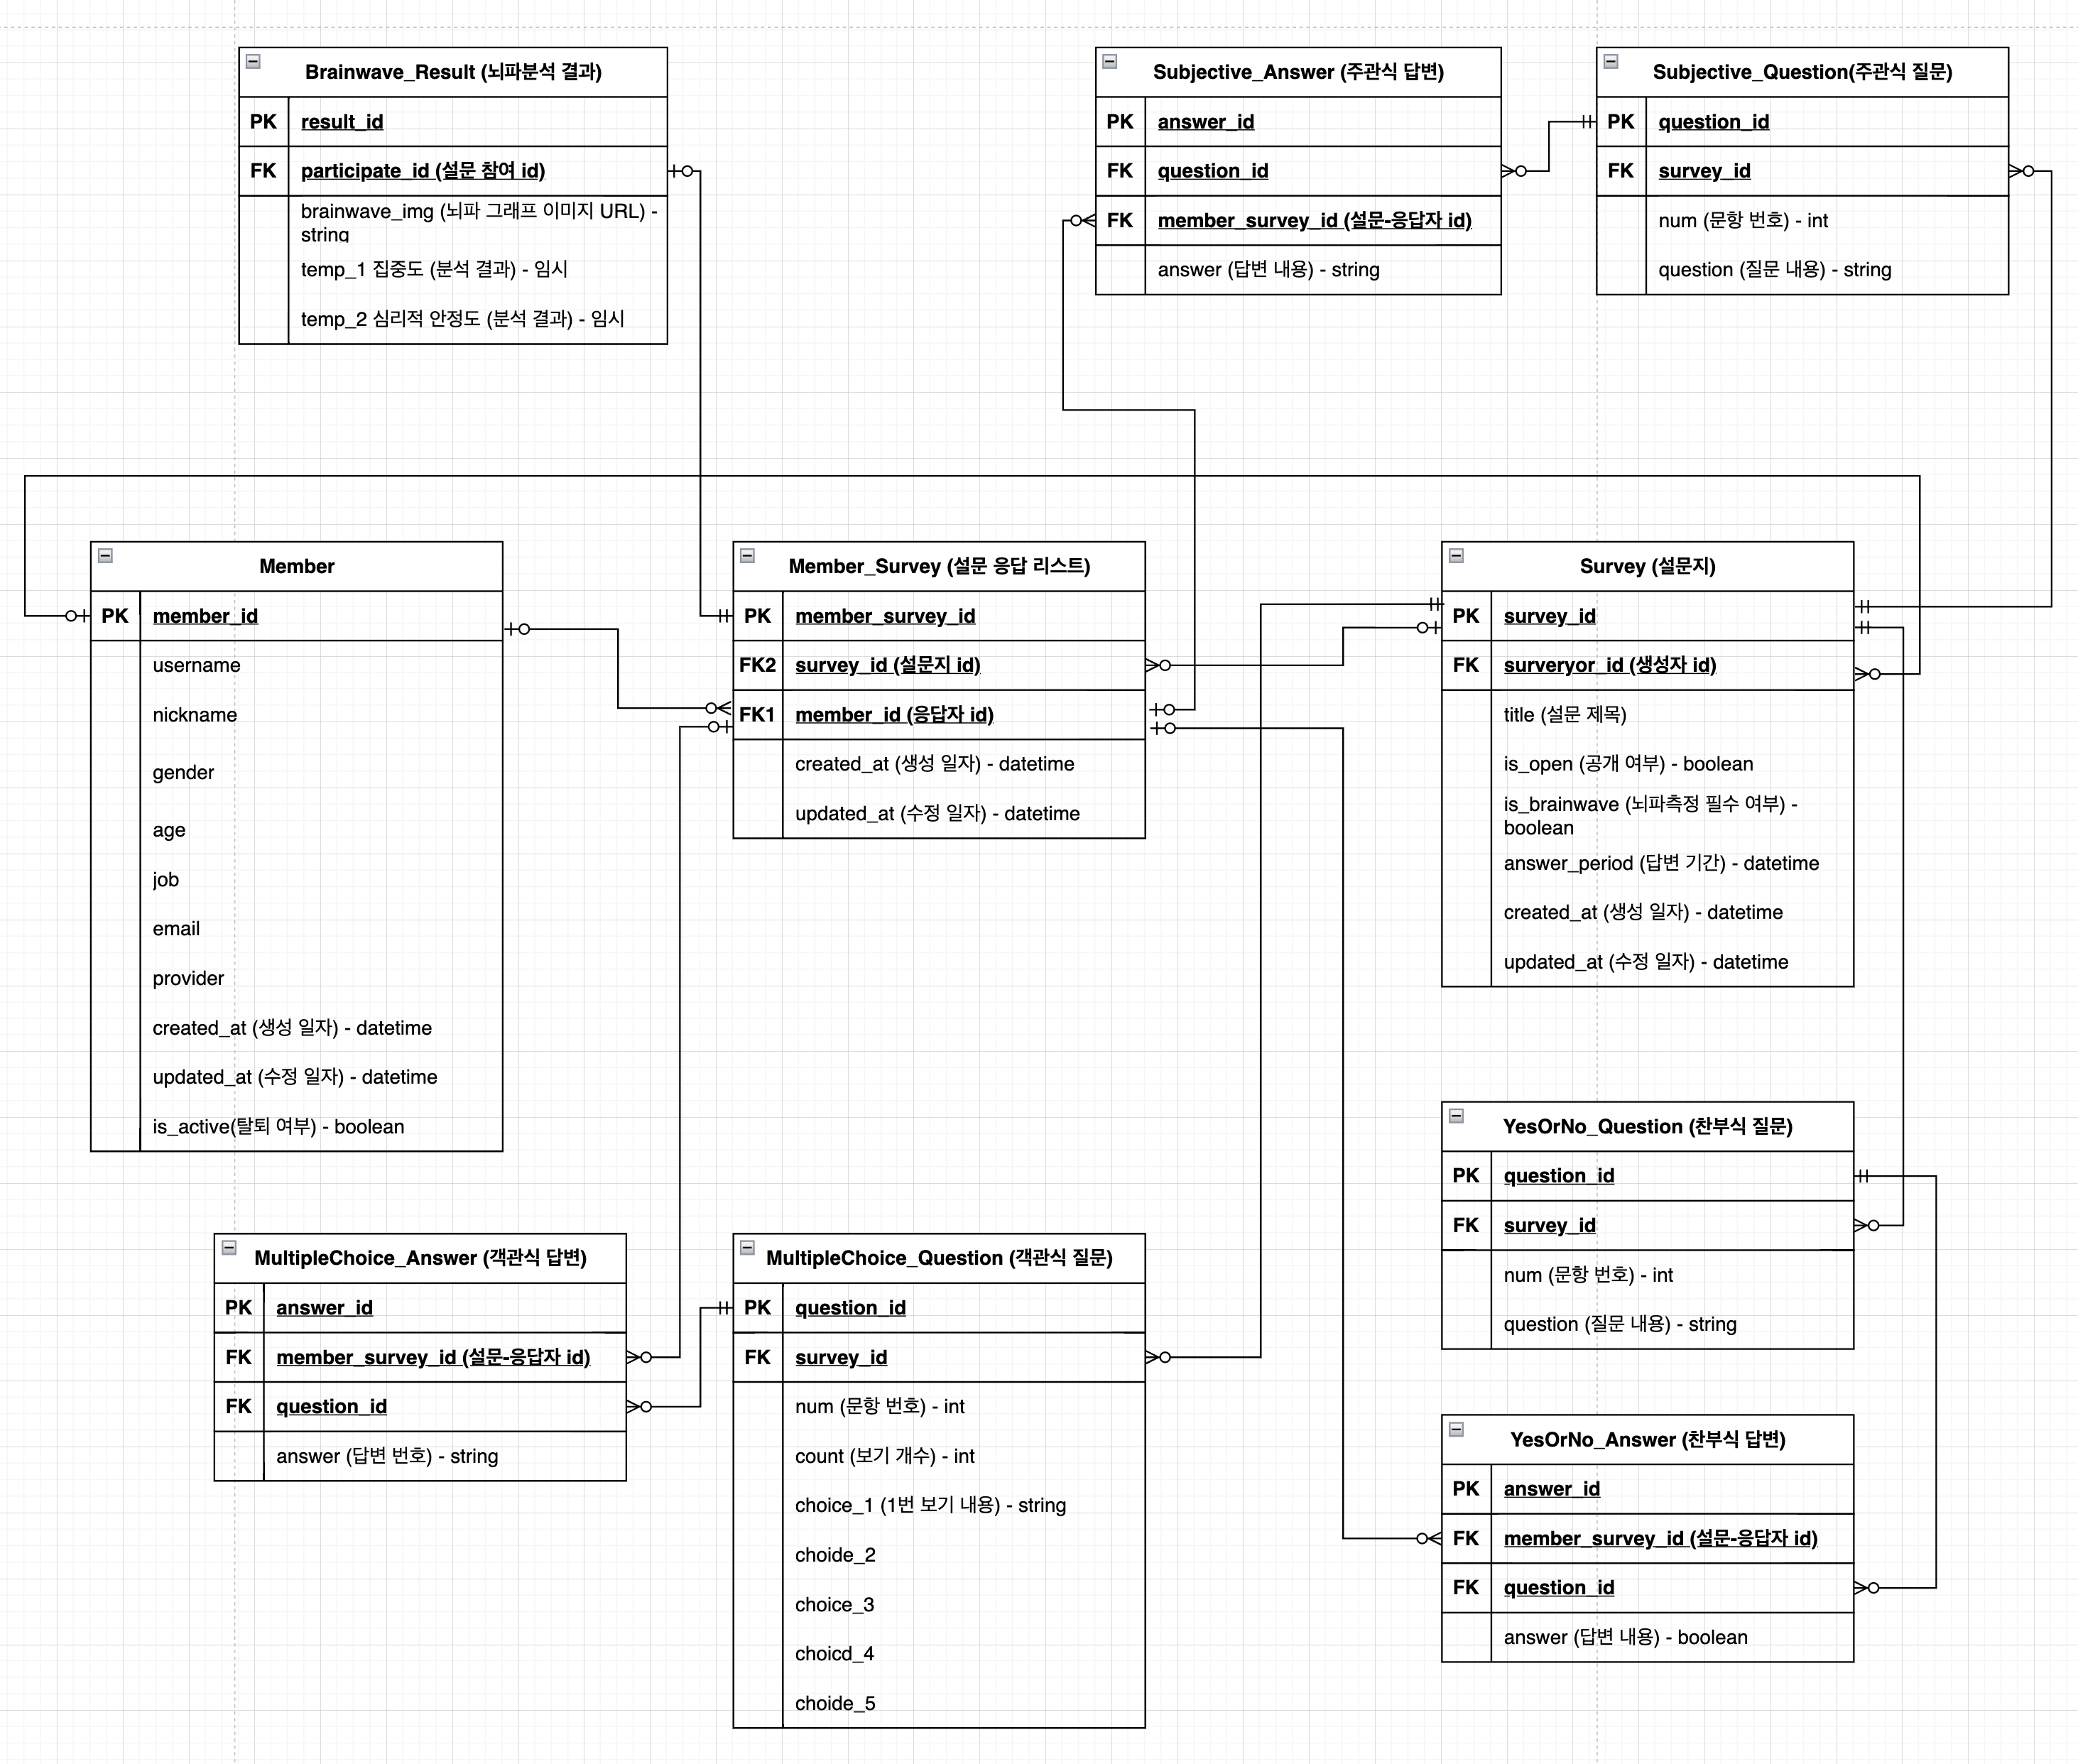 Brainwave_Result (뇌파분석 결과)
PK result_id
FK participate_id (설문 참여 id)
brainwave_img (뇌파 그래프 이미지 URL) -
string
temp_1 집중도 (분석 결과) - 임시
temp_2 심리적 안정도 (분석 결과) - 임시
Subjective_Answer (주관식 답변)
PK answer_id
FK question_id
FK member_survey_id (설문-응답자 id)
answer (답변 내용) - string
Subjective_Question(주관식 질문)
PK question_id
FK survey_id
num (문항 번호) - int
question (질문 내용) - string
Member
PK member_id
username
nickname
gender
age
job
email
provider
created_at (생성 일자) - datetime
updated_at (수정 일자) - datetime
is_active(탈퇴 여부) - boolean
Member_Survey (설문 응답 리스트)
PK member_survey_id
FK2 survey_id (설문지 id)
FK1 member_id (응답자 id)
created_at (생성 일자) - datetime
updated_at (수정 일자) - datetime
Survey (설문지)
PK survey_id
FK surveryor_id (생성자 id)
title (설문 제목)
is_open (공개 여부) - boolean
is_brainwave (뇌파측정 필수 여부) -
boolean
answer_period (답변 기간) - datetime
created_at (생성 일자) - datetime
updated_at (수정 일자) - datetime
YesOrNo_Question (찬부식 질문)
PK question_id
FK survey_id
num (문항 번호) - int
question (질문 내용) - string
MultipleChoice_Answer (객관식 답변)
PK answer_id
FK member_survey_id (설문-응답자 id)
FK question_id
answer (답변 번호) - string
MultipleChoice_Question (객관식 질문)
PK question_id
FK survey_id
num (문항 번호) - int
count (보기 개수) - int
choice_1 (1번 보기 내용) - string
choide_2
choice_3
choicd_4
choide_5
YesOrNo_Answer (찬부식 답변)
PK answer_id
FK member_survey_id (설문-응답자 id)
FK question_id
answer (답변 내용) - boolean